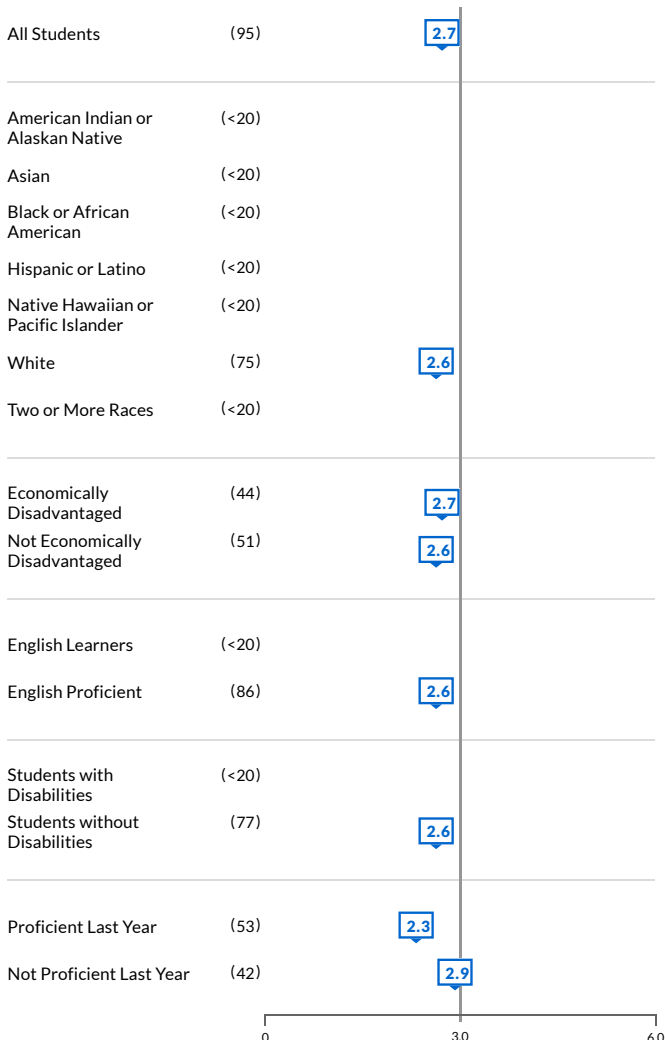 All Students (95) 2.7
American Indian or (<20)
Alaskan Native
Asian (<20)
Black or African (<20)
American
Hispanic or Latino (<20)
Native Hawaiian or (<20)
Pacific Islander
White (75) 2.6
Two or More Races (<20)
Economically (44) 2.7
Disadvantaged
Not Economically (51) 2.6
Disadvantaged
English Learners (<20)
English Proficient (86) 2.6
Students with (<20)
Disabilities
Students without (77) 2.6
Disabilities
Proficient Last Year (53) 2.3
Not Proficient Last Year (42) 2.9
0 3.0 6.0